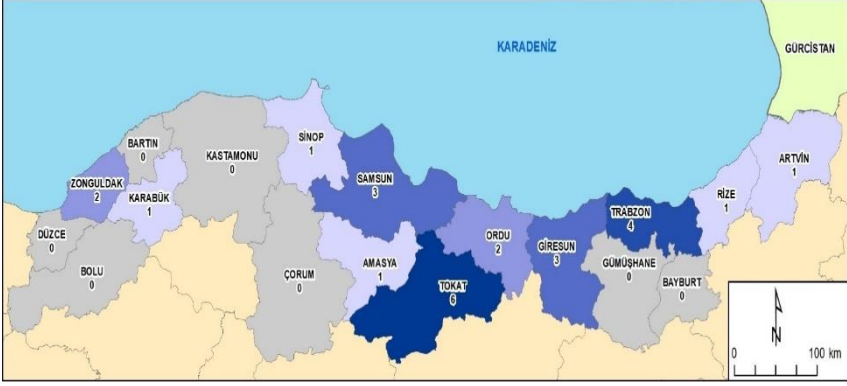 KARADENİZ
GÜRCİSTAN
BARTIN
0
KASTAMONU
0
SİNOP
1
ZONGULDAK
2
KARABÜK
1
SAMSUN
3
ARTVİN
1
RİZE
1
TRABZON
4
DÜZCE
0
BOLU
0
ÇORUM
0
AMASYA
1
TOKAT
6
ORDU
2
GİRESUN
3
GÜMÜŞHANE
0
BAYBURT
0
N
0 100 km